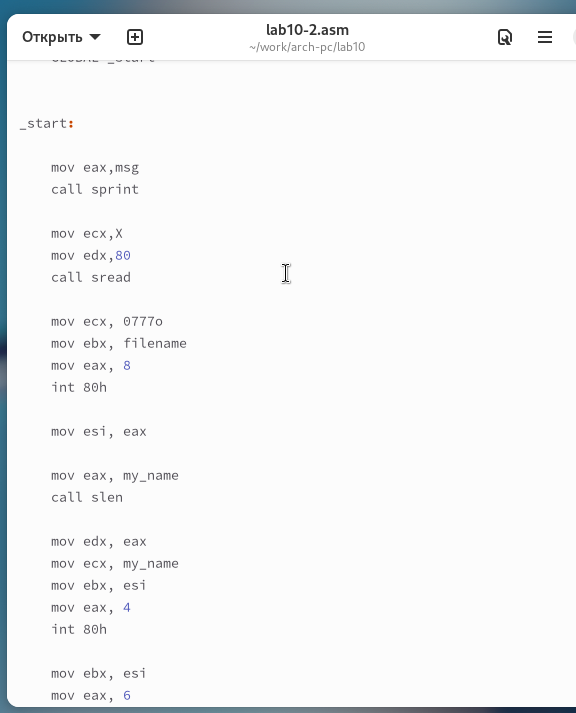 Открыть
lab10-2.asm
~/work/arch-pc/lab10
GLOBAL _start
_start:
mov eax,msg
call sprint
mov ecx,X
mov edx,80
call sread
mov ecx, 0777o
mov ebx, filename
mov eax, 8
int 80h
mov esi, eax
mov eax, my_name
call slen
mov edx, eax
mov ecx, my_name
mov ebx, esi
mov eax, 4
int 80h
mov ebx, esi
mov eax, 6